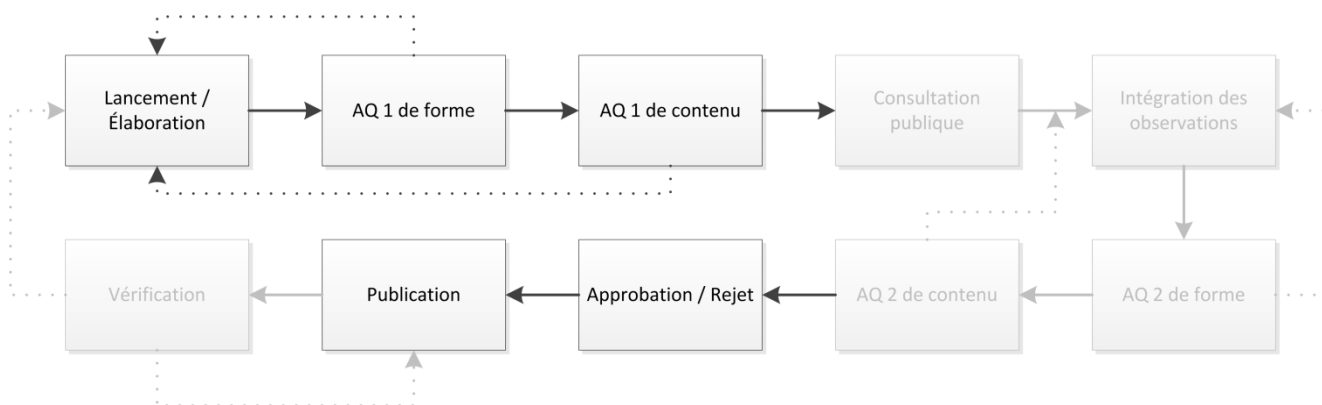 Lancement /
Élaboration
AQ 1 de forme
AQ 1 de contenu
Consultation
publique
Intégration des
observations
Vérification
Publication
Approbation / Rejet
AQ 2 de contenu
AQ 2 de forme